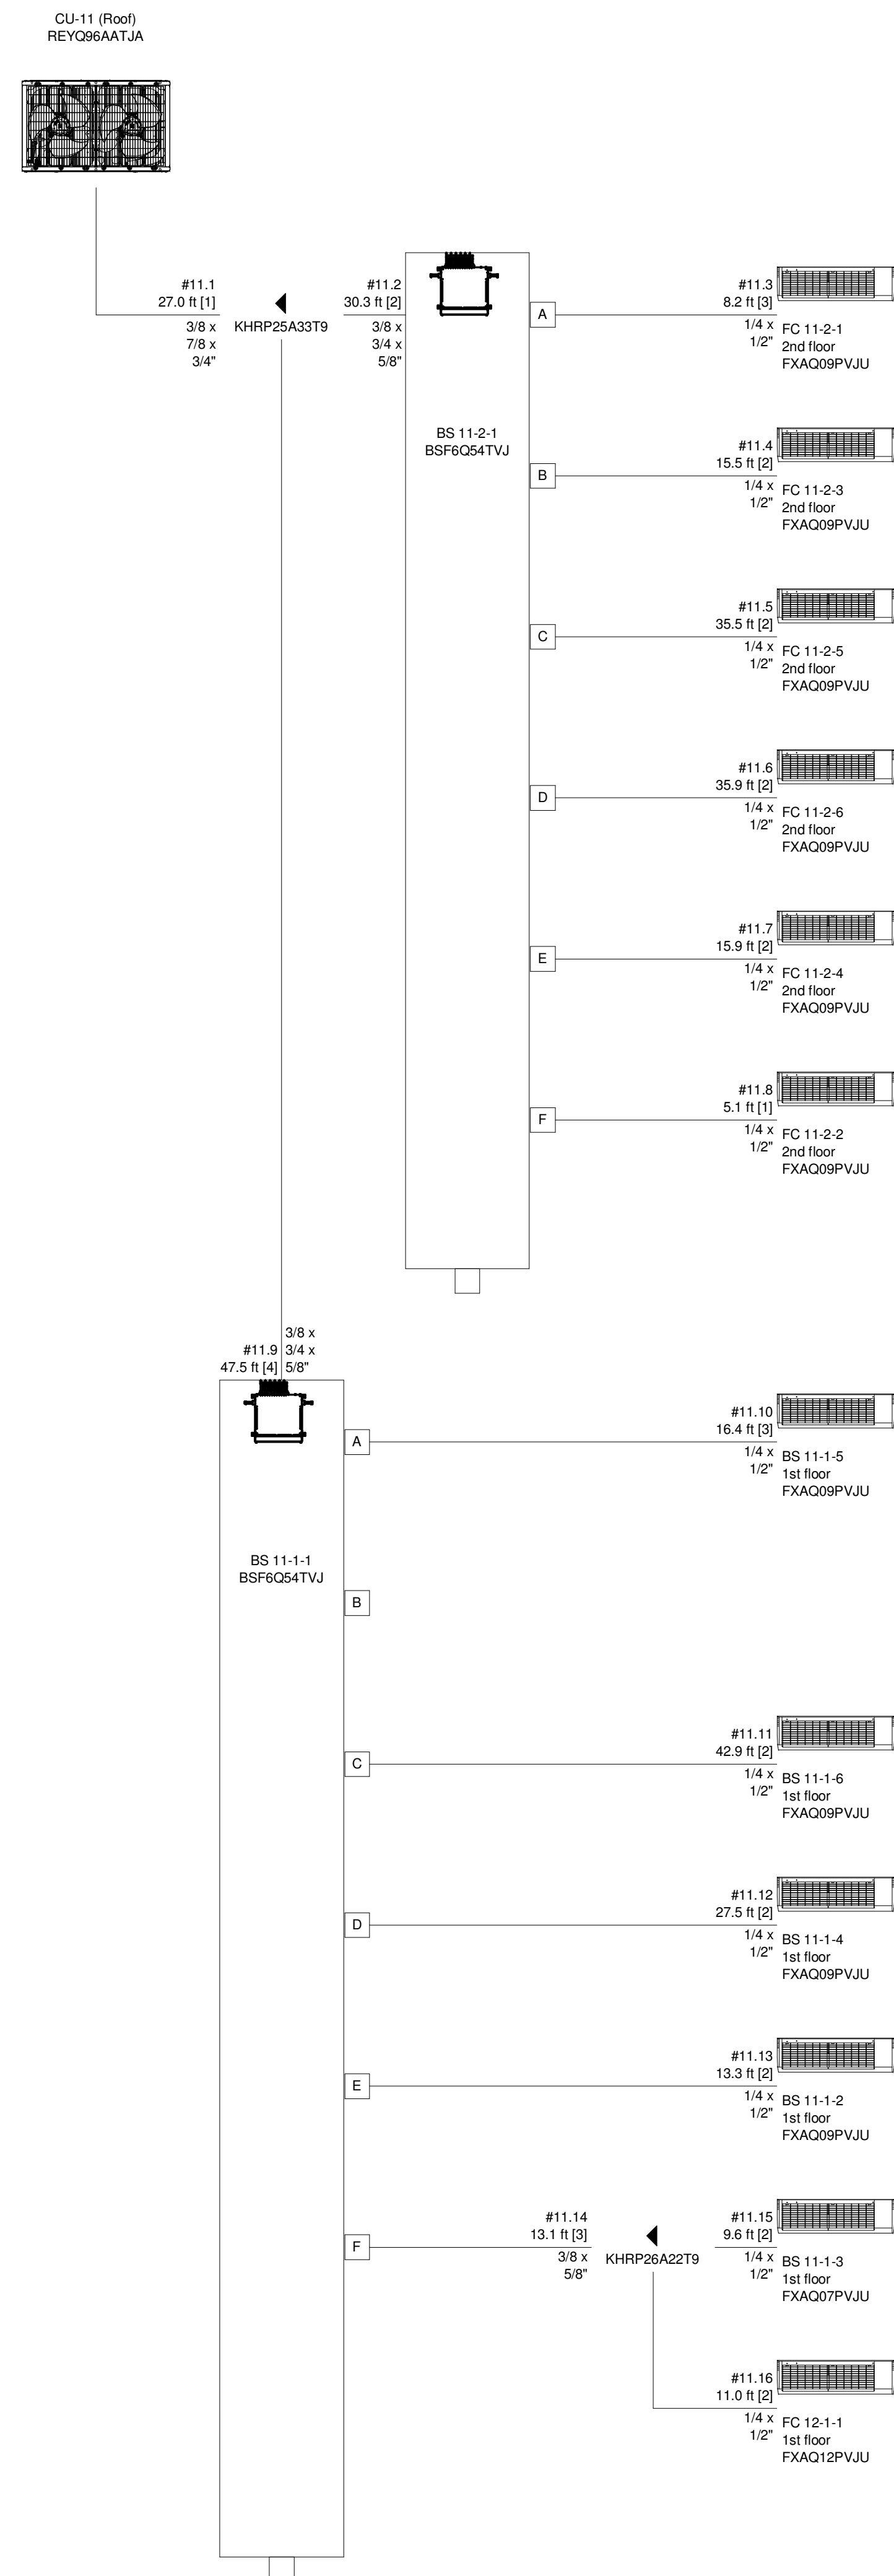 CU-11 (Roof)
REYQ96AATJA
#11.1
27.0 ft [1]
3/8 x
7/8 x
3/4"
KHRP25A33T9
#11.2
30.3 ft [2]
3/8 x
3/4 x
5/8"
BS 11-2-1
BSF6Q54TVJ
A
#11.3
8.2 ft [3]
1/4 x
1/2"
FC 11-2-1
2nd floor
FXAQ09PVJU
B
#11.4
15.5 ft [2]
1/4 x
1/2"
FC 11-2-3
2nd floor
FXAQ09PVJU
C
#11.5
35.5 ft [2]
1/4 x
1/2"
FC 11-2-5
2nd floor
FXAQ09PVJU
D
#11.6
35.9 ft [2]
1/4 x
1/2"
FC 11-2-6
2nd floor
FXAQ09PVJU
E
#11.7
15.9 ft [2]
1/4 x
1/2"
FC 11-2-4
2nd floor
FXAQ09PVJU
F
#11.8
5.1 ft [1]
1/4 x
1/2"
FC 11-2-2
2nd floor
FXAQ09PVJU
#11.9
47.5 ft [4]
3/8 x
3/4 x
5/8"
BS 11-1-1
BSF6Q54TVJ
A
#11.10
16.4 ft [3]
1/4 x
1/2"
BS 11-1-5
1st floor
FXAQ09PVJU
B
C
#11.11
42.9 ft [2]
1/4 x
1/2"
BS 11-1-6
1st floor
FXAQ09PVJU
D
#11.12
27.5 ft [2]
1/4 x
1/2"
BS 11-1-4
1st floor
FXAQ09PVJU
E
#11.13
13.3 ft [2]
1/4 x
1/2"
BS 11-1-2
1st floor
FXAQ09PVJU
F
#11.14
13.1 ft [3]
3/8 x
5/8"
KHRP26A22T9
#11.15
9.6 ft [2]
1/4 x
1/2"
BS 11-1-3
1st floor
FXAQ07PVJU
#11.16
11.0 ft [2]
1/4 x
1/2"
FC 12-1-1
1st floor
FXAQ12PVJU